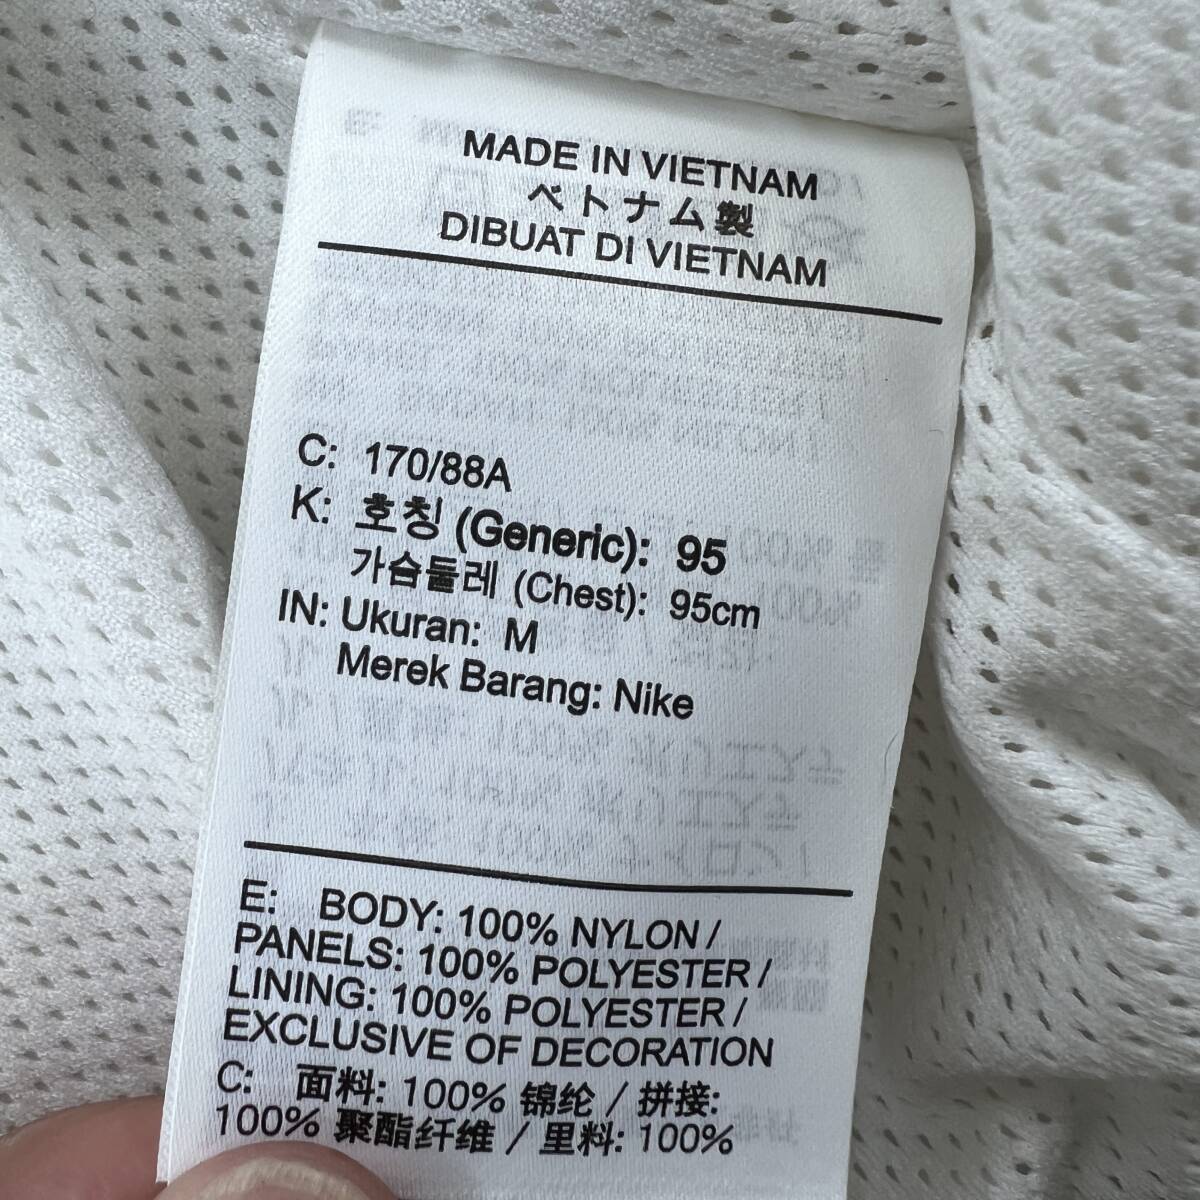 MADE IN VIETNAM
ベトナム製
DIBUAT DI VIETNAM
C: 170/88A
K: 호칭 (Generic): 95
가슴둘레 (Chest): 95cm
IN: Ukuran: M
Merek Barang: Nike
E: BODY: 100% NYLON /
PANELS: 100% POLYESTER /
LINING: 100% POLYESTER /
EXCLUSIVE OF DECORATION
C: 面料: 100% 锦纶 / 拼接:
100% 聚酯纤维 / 里料: 100%